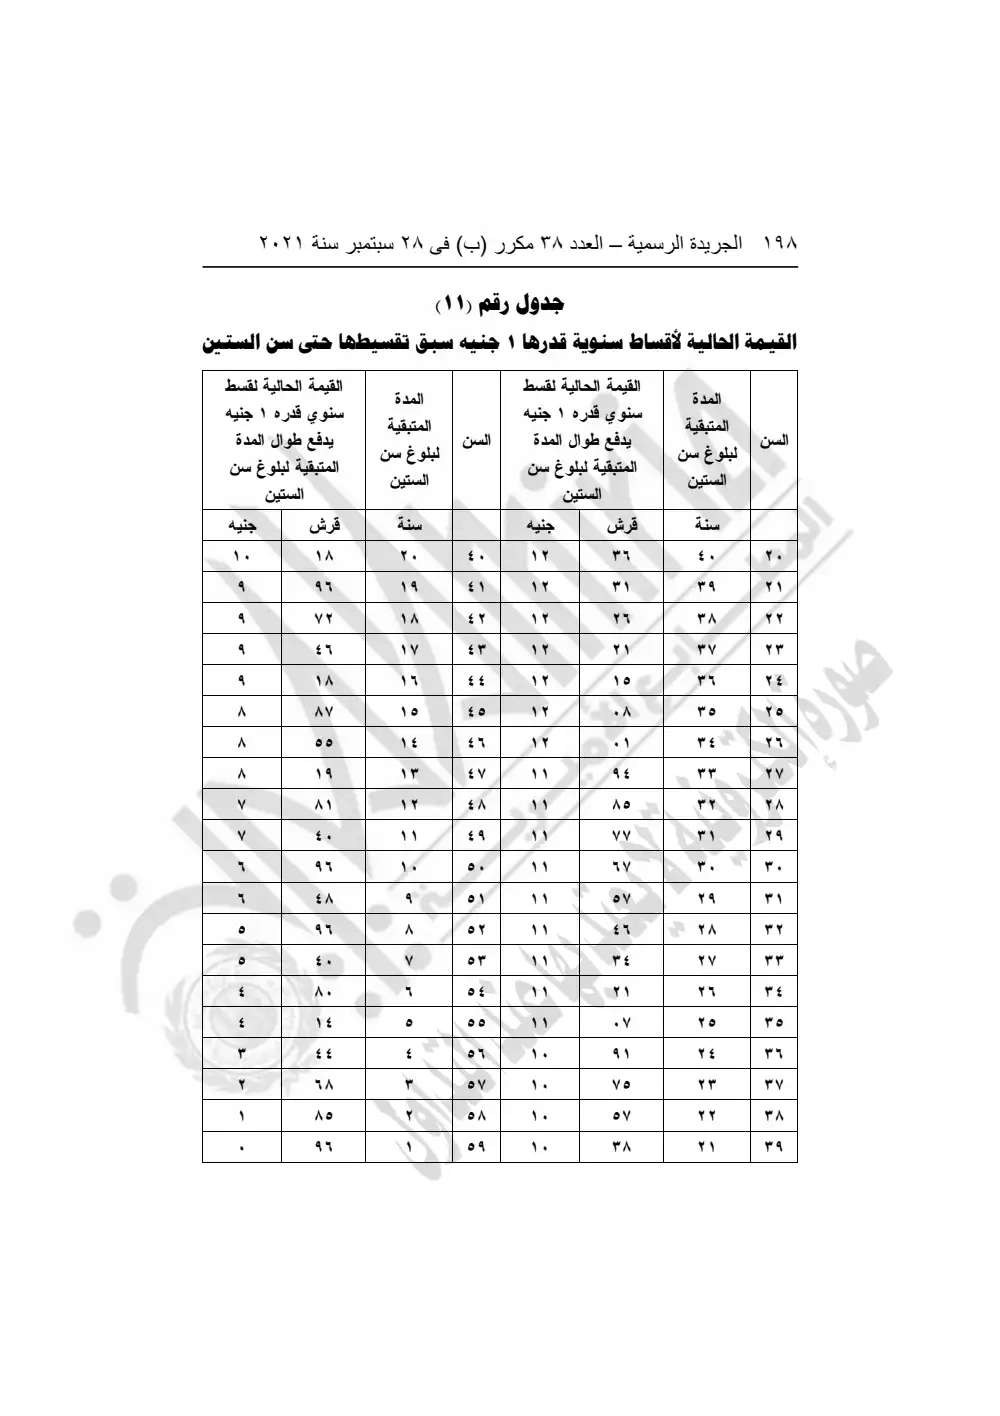 ١٩٨ الجريدة الرسمية – العدد ٣٨ مكرر (ب) فى ٢٨ سبتمبر سنة ٢٠٢١
جدول رقم (١١)
القيمة الحالية لأقساط سنوية قدرها ١ جنيه سبق تقسيطها حتى سن الستين
السن المدة المتبقية لبلوغ سن الستين القيمة الحالية لقسط سنوي قدره ١ جنيه يدفع طوال المدة المتبقية لبلوغ سن الستين السن المدة المتبقية لبلوغ سن الستين القيمة الحالية لقسط سنوي قدره ١ جنيه يدفع طوال المدة المتبقية لبلوغ سن الستين
سنة قرش جنيه سنة قرش جنيه
٢٠ ٤٠ ٣٦ ١٢ ٤٠ ٢٠ ١٨ ١٠
٢١ ٣٩ ٣١ ١٢ ٤١ ١٩ ٩٦ ٩
٢٢ ٣٨ ٢٦ ١٢ ٤٢ ١٨ ٧٢ ٩
٢٣ ٣٧ ٢١ ١٢ ٤٣ ١٧ ٤٦ ٩
٢٤ ٣٦ ١٥ ١٢ ٤٤ ١٦ ١٨ ٩
٢٥ ٣٥ ٠٨ ١٢ ٤٥ ١٥ ٨٧ ٨
٢٦ ٣٤ ٠١ ١٢ ٤٦ ١٤ ٥٥ ٨
٢٧ ٣٣ ٩٤ ١١ ٤٧ ١٣ ١٩ ٨
٢٨ ٣٢ ٨٥ ١١ ٤٨ ١٢ ٨١ ٧
٢٩ ٣١ ٧٧ ١١ ٤٩ ١١ ٤٠ ٧
٣٠ ٣٠ ٦٧ ١١ ٥٠ ١٠ ٩٦ ٦
٣١ ٢٩ ٥٧ ١١ ٥١ ٩ ٤٨ ٦
٣٢ ٢٨ ٤٦ ١١ ٥٢ ٨ ٩٦ ٥
٣٣ ٢٧ ٣٤ ١١ ٥٣ ٧ ٤٠ ٥
٣٤ ٢٦ ٢١ ١١ ٥٤ ٦ ٨٠ ٤
٣٥ ٢٥ ٠٧ ١١ ٥٥ ٥ ١٤ ٤
٣٦ ٢٤ ٩١ ١٠ ٥٦ ٤ ٤٤ ٣
٣٧ ٢٣ ٧٥ ١٠ ٥٧ ٣ ٦٨ ٢
٣٨ ٢٢ ٥٧ ١٠ ٥٨ ٢ ٨٥ ١
٣٩ ٢١ ٣٨ ١٠ ٥٩ ١ ٩٦ ٠
صورة إلكترونية لا يعتد بها عند التداول
المطابع الأميرية